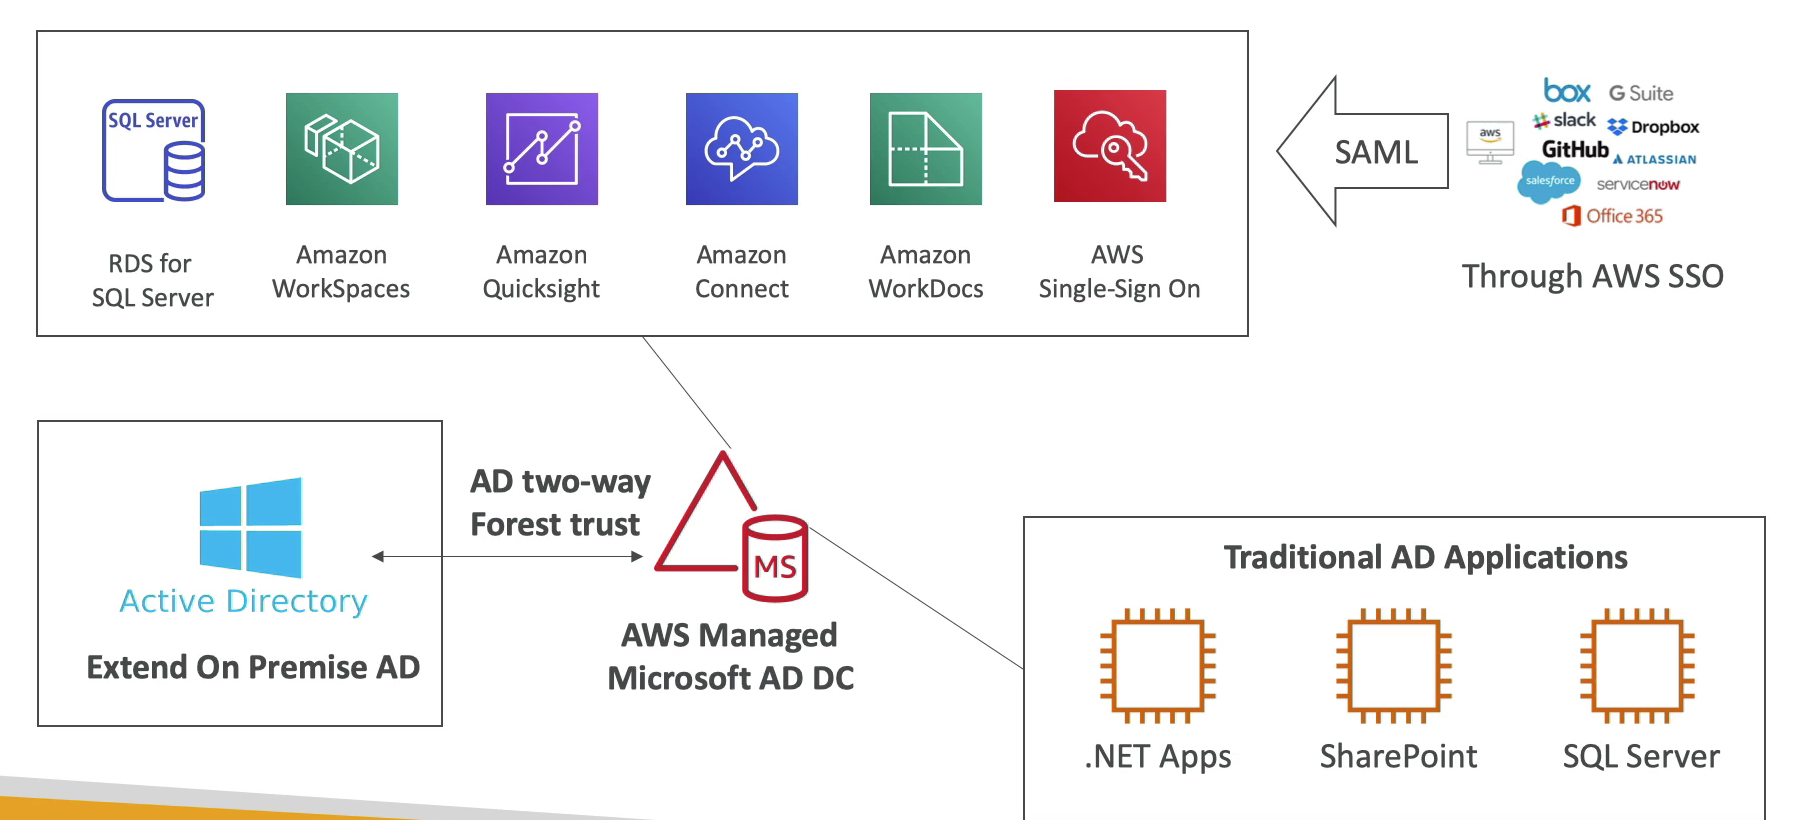 SQL Server
RDS for
SQL Server
Amazon
WorkSpaces
Amazon
Quicksight
Amazon
Connect
Amazon
WorkDocs
AWS
Single-Sign On
SAML
aws
box
G Suite
slack
Dropbox
GitHub
ATLASSIAN
salesforce
servicenow
Office 365
Through AWS SSO
Active Directory
Extend On Premise AD
AD two-way
Forest trust
MS
AWS Managed
Microsoft AD DC
Traditional AD Applications
.NET Apps
SharePoint
SQL Server